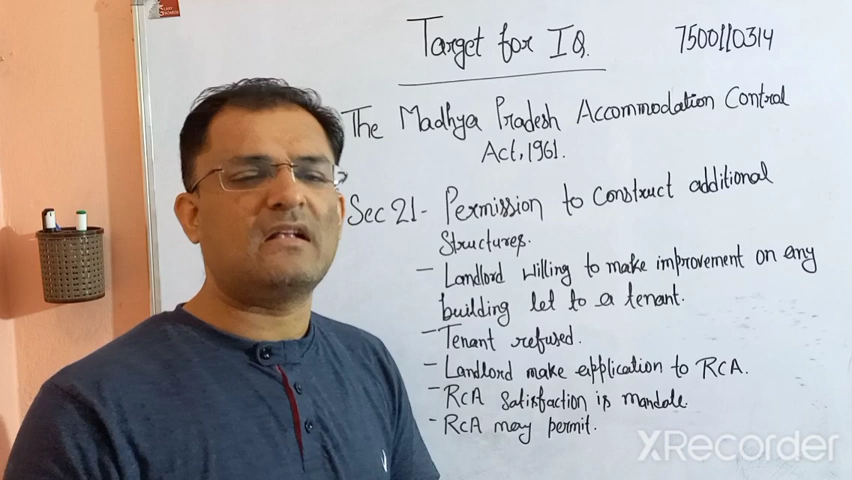 Target for IQ. 7500110314
The Madhya Pradesh Accommodation Control
Act, 1961.
Sec 21 - Permission to construct additional
structures.
- Landlord willing to make improvement on any
building let to a tenant.
- Tenant refused.
- Landlord make application to RCA.
- RCA satisfaction is mandate.
- RCA may permit.
XRecorder